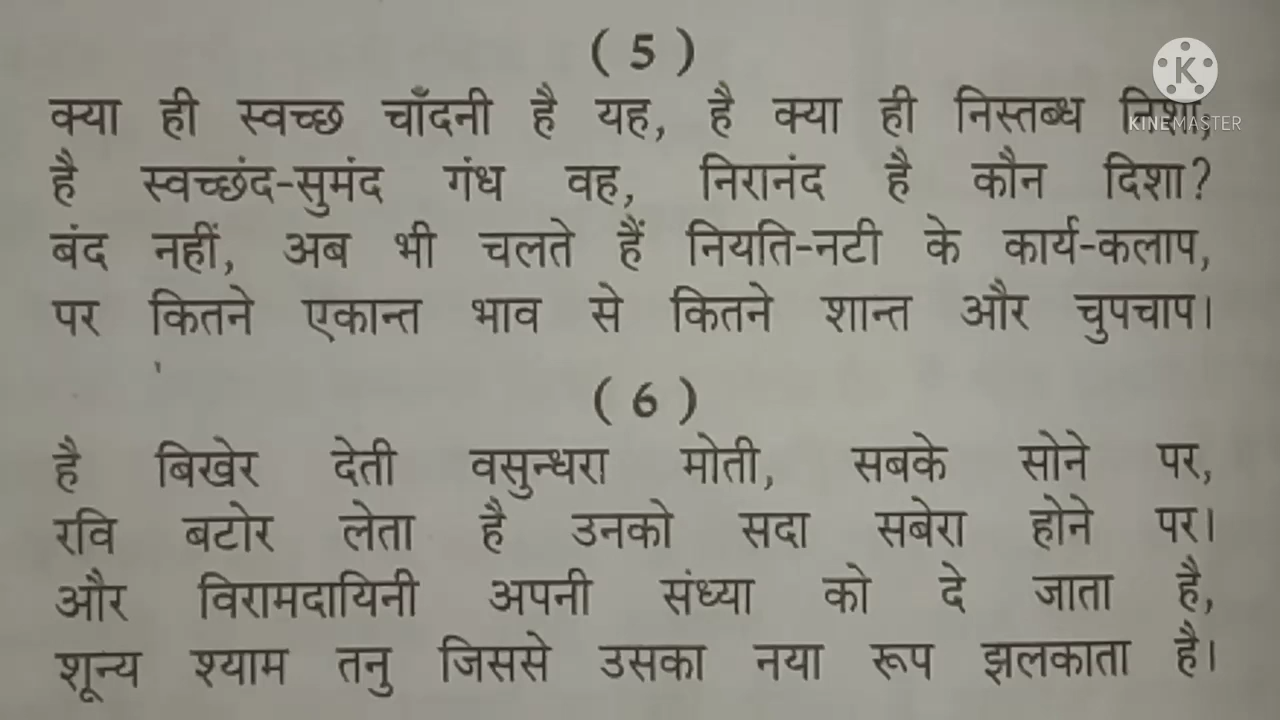 ( 5 )
क्या ही स्वच्छ चाँदनी है यह, है क्या ही निस्तब्ध निशा,
है स्वच्छंद-सुमंद गंध वह, निरानंद है कौन दिशा?
बंद नहीं, अब भी चलते हैं नियति-नटी के कार्य-कलाप,
पर कितने एकान्त भाव से कितने शान्त और चुपचाप।
( 6 )
है बिखेर देती वसुन्धरा मोती, सबके सोने पर,
रवि बटोर लेता है उनको सदा सबेरा होने पर।
और विरामदायिनी अपनी संध्या को दे जाता है,
शून्य श्याम तनु जिससे उसका नया रूप झलकाता है।
K
KINEMASTER